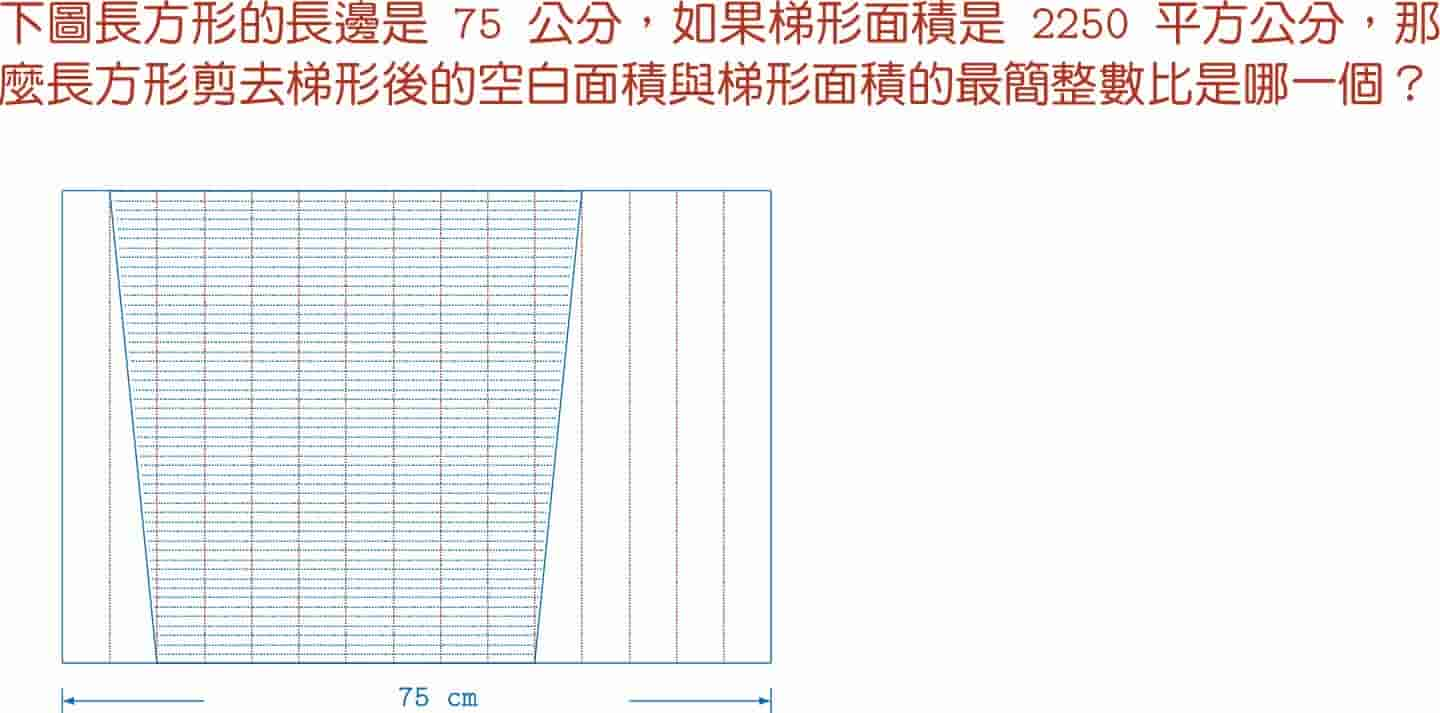 下圖長方形的長邊是 75 公分，如果梯形面積是 2250 平方公分，那
麼長方形剪去梯形後的空白面積與梯形面積的最簡整數比是哪一個？
75 cm